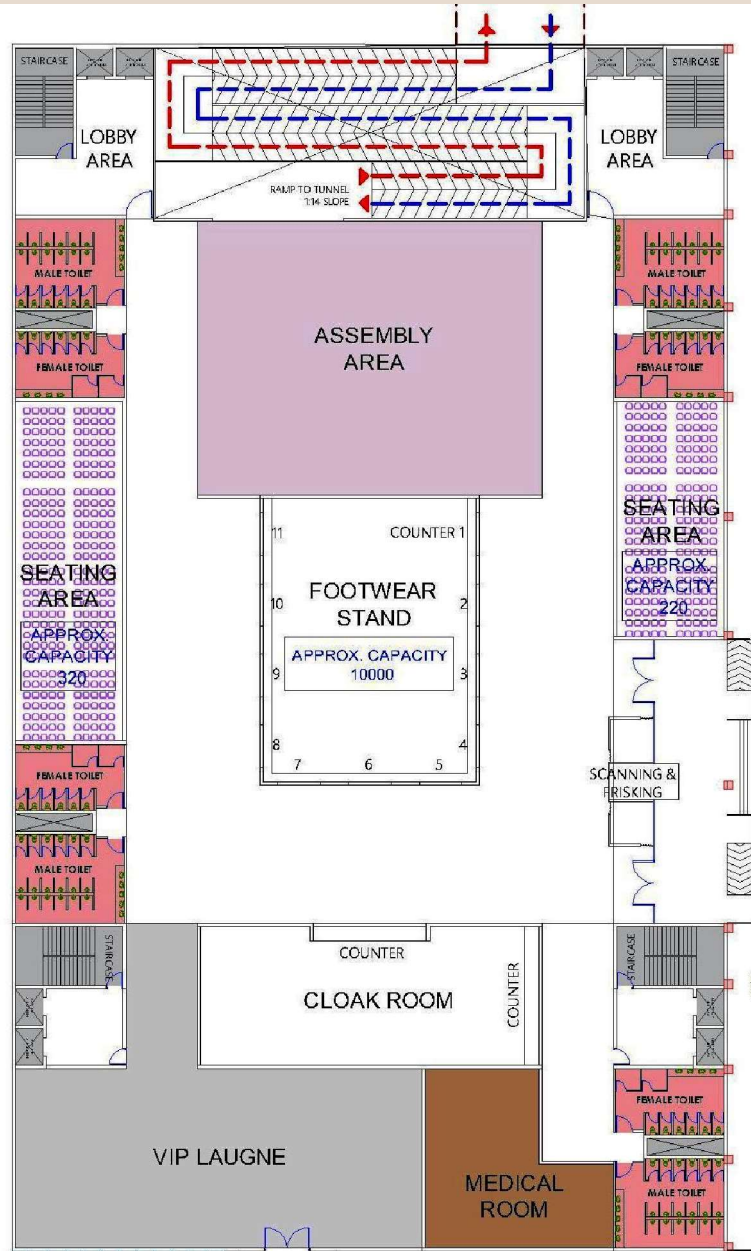 STAIRCASE
STAIRCASE
LOBBY
AREA
LOBBY
AREA
RAMP TO TUNNEL
1:14 SLOPE
MALE TOILET
MALE TOILET
ASSEMBLY
AREA
FEMALE TOILET
FEMALE TOILET
11
COUNTER 1
SEATING
AREA
APPROX.
CAPACITY
220
SEATING
AREA
APPROX.
CAPACITY
320
FOOTWEAR
STAND
10
2
APPROX. CAPACITY
10000
9
3
8
4
7
6
5
FEMALE TOILET
SCANNING &
FRISKING
MALE TOILET
STAIRCASE
COUNTER
STAIRCASE
CLOAK ROOM
COUNTER
FEMALE TOILET
VIP LAUGNE
MEDICAL
ROOM
MALE TOILET